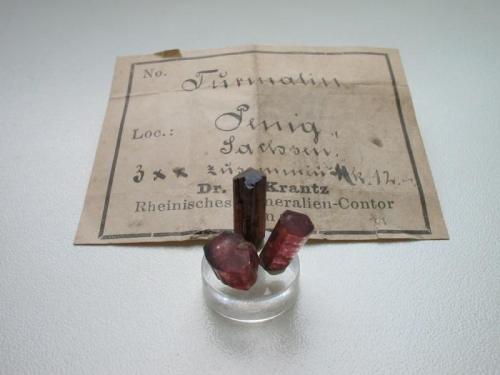 No. Turmalin
Loc.: Penig,
Sachsen.
3 x x zusammen Mk. 12.-
Dr. Krantz
Rheinisches Mineralien-Contor